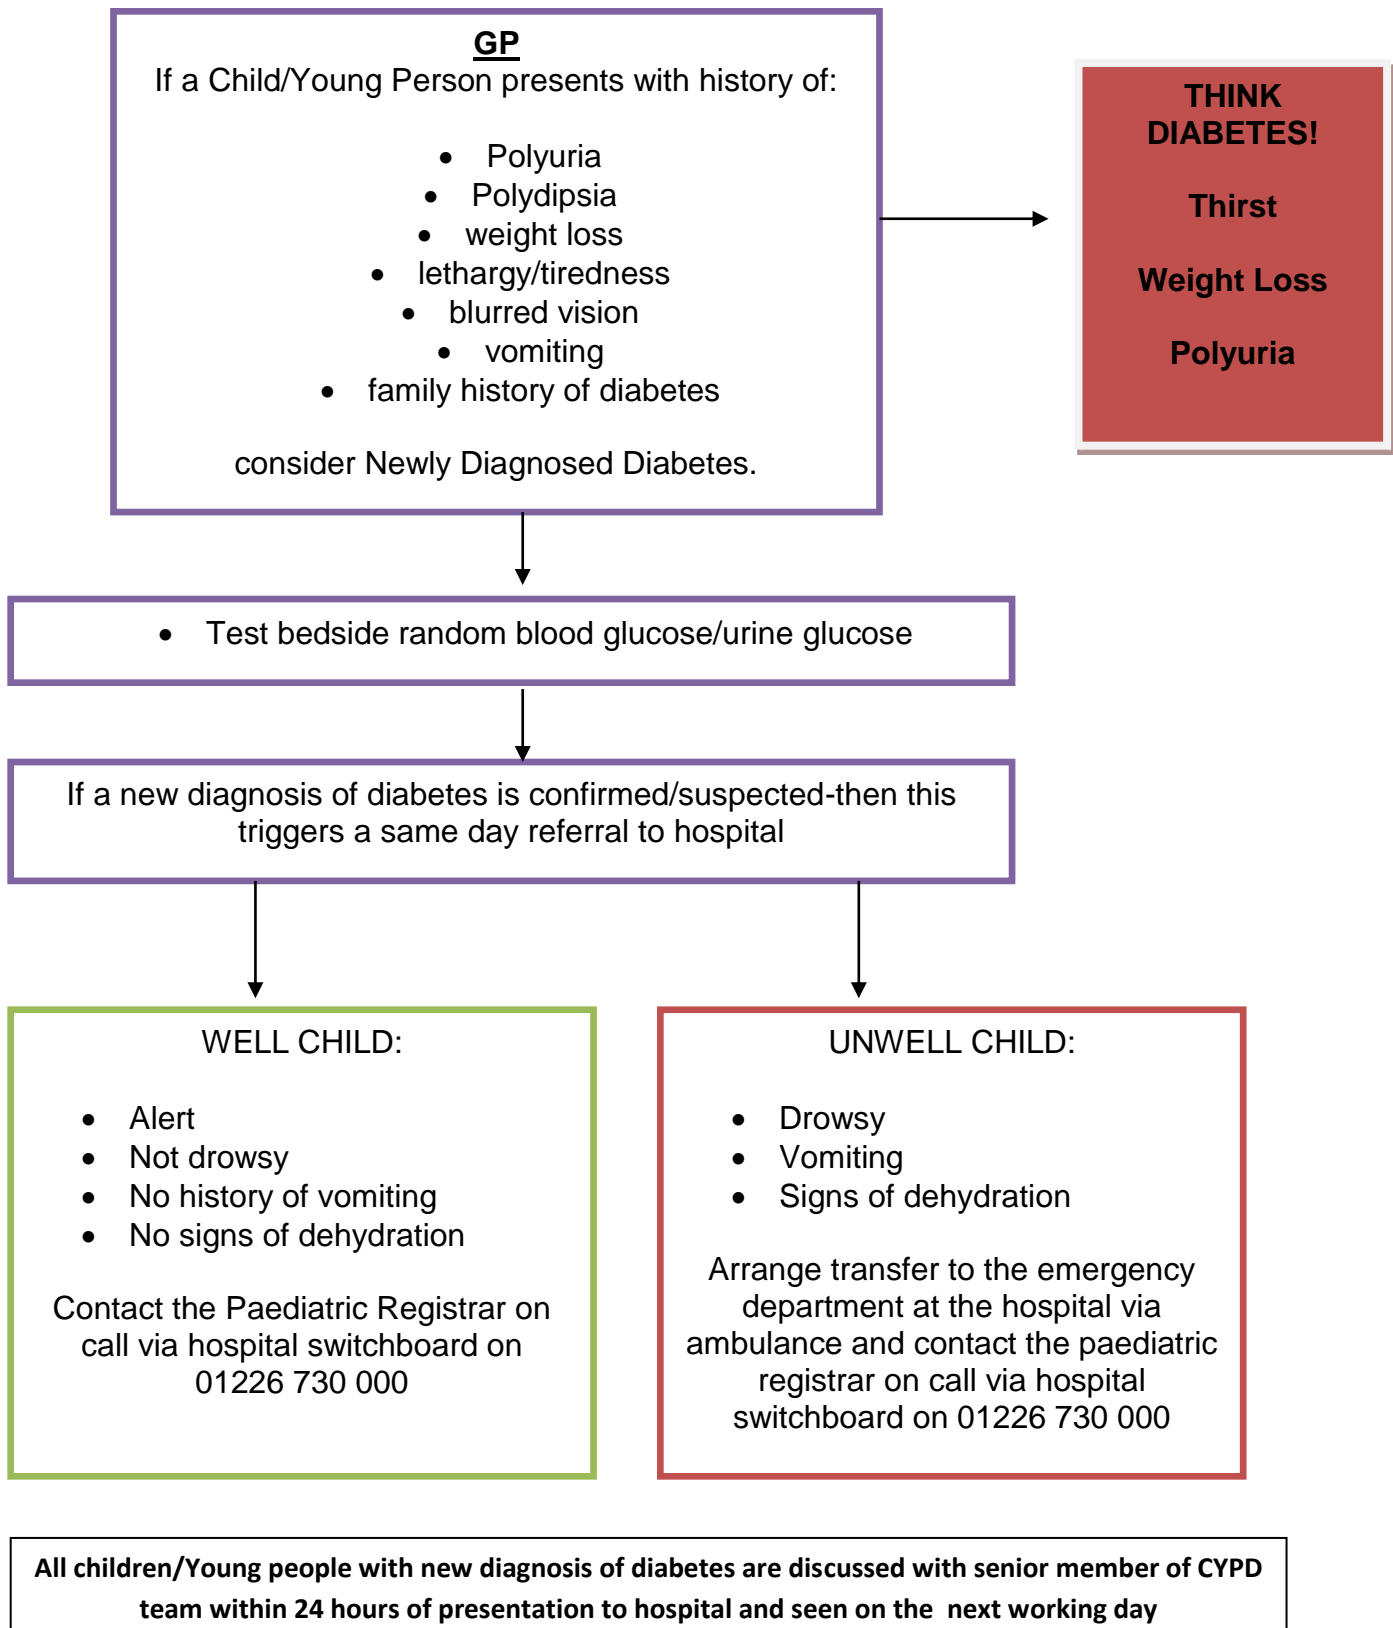 GP
If a Child/Young Person presents with history of:
• Polyuria
• Polydipsia
• weight loss
• lethargy/tiredness
• blurred vision
• vomiting
• family history of diabetes
consider Newly Diagnosed Diabetes.
THINK
DIABETES!
Thirst
Weight Loss
Polyuria
• Test bedside random blood glucose/urine glucose
If a new diagnosis of diabetes is confirmed/suspected-then this
triggers a same day referral to hospital
WELL CHILD:
• Alert
• Not drowsy
• No history of vomiting
• No signs of dehydration
Contact the Paediatric Registrar on
call via hospital switchboard on
01226 730 000
UNWELL CHILD:
• Drowsy
• Vomiting
• Signs of dehydration
Arrange transfer to the emergency
department at the hospital via
ambulance and contact the paediatric
registrar on call via hospital
switchboard on 01226 730 000
All children/Young people with new diagnosis of diabetes are discussed with senior member of CYPD
team within 24 hours of presentation to hospital and seen on the next working day